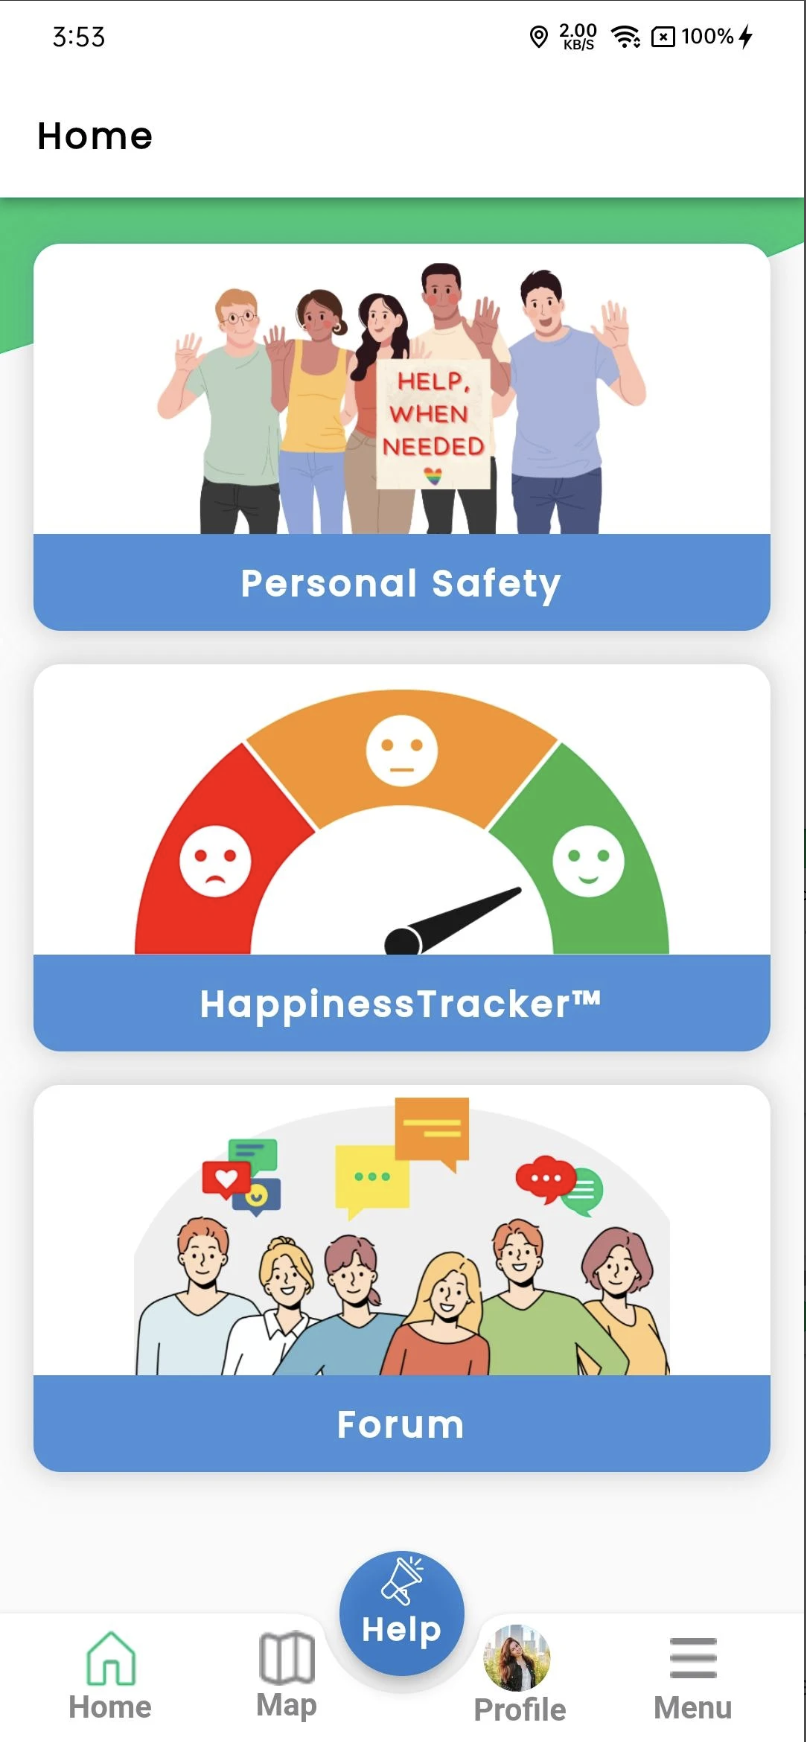 3:53
2.00
KB/S
100%
Home
HELP,
WHEN
NEEDED
Personal Safety
HappinessTracker™
Forum
Help
Home
Map
Profile
Menu